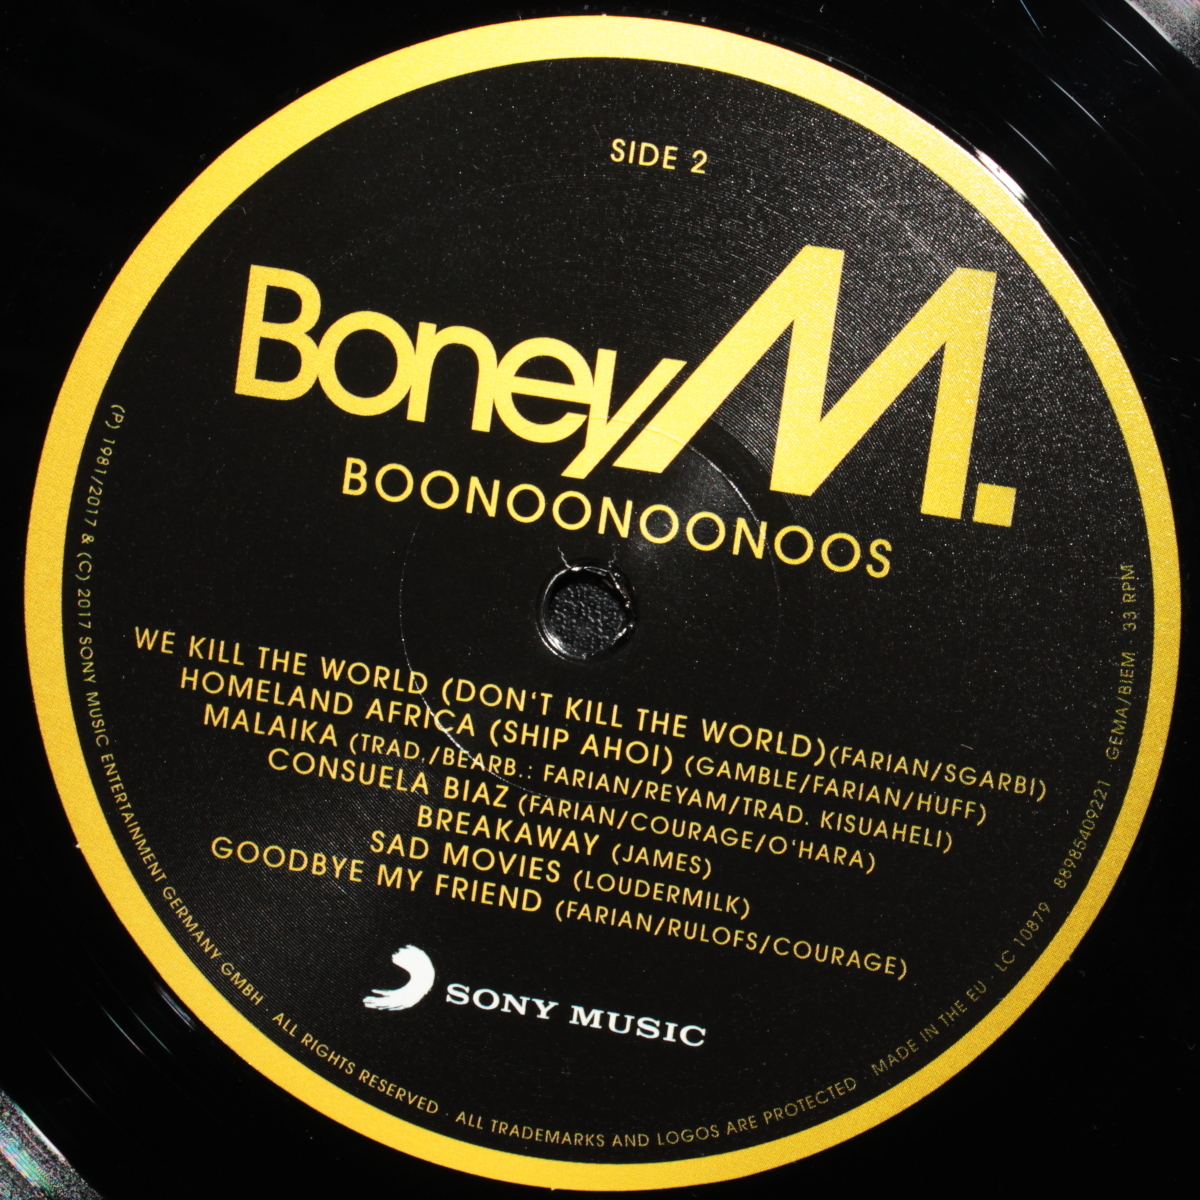 SIDE 2
Boney M.
BOONOONOONOOS
WE KILL THE WORLD (DON'T KILL THE WORLD)(FARIAN/SGARBI)
HOMELAND AFRICA (SHIP AHOI) (GAMBLE/FARIAN/HUFF)
MALAIKA (TRAD./BEARB.: FARIAN/REYAM/TRAD. KISUAHELI)
CONSUELA BIAZ (FARIAN/COURAGE/O'HARA)
BREAKAWAY (JAMES)
SAD MOVIES (LOUDERMILK)
GOODBYE MY FRIEND (FARIAN/RULOFS/COURAGE)
SONY MUSIC
(P) 1981/2017 & (C) 2017 SONY MUSIC ENTERTAINMENT GERMANY GMBH · ALL RIGHTS RESERVED · ALL TRADEMARKS AND LOGOS ARE PROTECTED · MADE IN THE EU · LC 10879 · 88985409221 · GEMA/BIEM 33 RPM